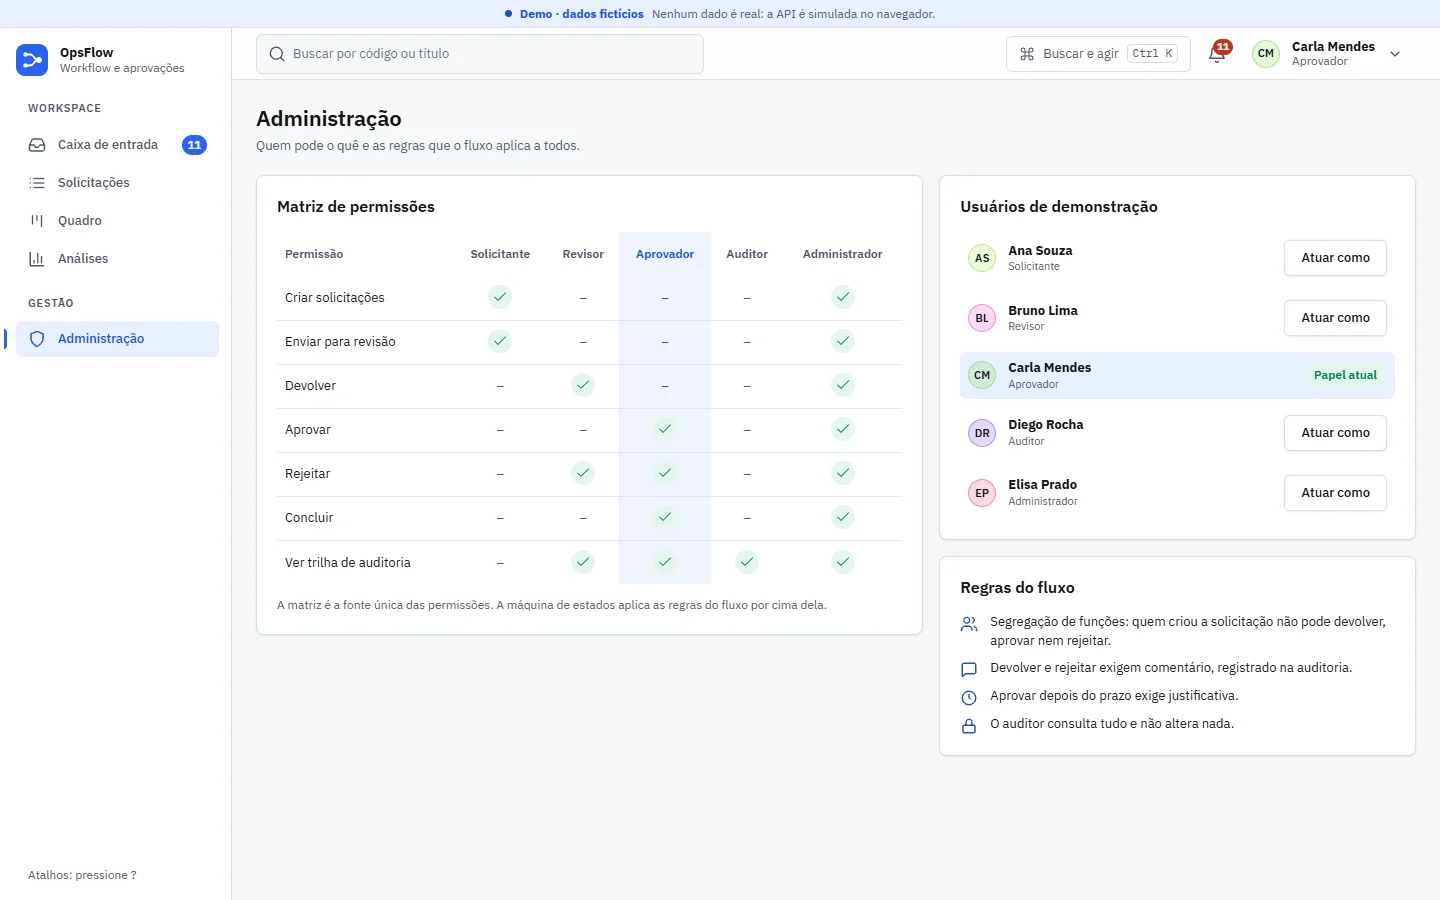 Demo · dados fictícios Nenhum dado é real: a API é simulada no navegador.
OpsFlow
Workflow e aprovações
WORKSPACE
Caixa de entrada 11
Solicitações
Quadro
Análises
GESTÃO
Administração
Atalhos: pressione ?
Buscar por código ou título
Buscar e agir Ctrl K
11
CM
Carla Mendes
Aprovador
Administração
Quem pode o quê e as regras que o fluxo aplica a todos.
Matriz de permissões
Permissão Solicitante Revisor Aprovador Auditor Administrador
Criar solicitações – – –
Enviar para revisão – – –
Devolver – – –
Aprovar – – –
Rejeitar – –
Concluir – – –
Ver trilha de auditoria –
A matriz é a fonte única das permissões. A máquina de estados aplica as regras do fluxo por cima dela.
Usuários de demonstração
AS
Ana Souza
Solicitante
Atuar como
BL
Bruno Lima
Revisor
Atuar como
CM
Carla Mendes
Aprovador
Papel atual
DR
Diego Rocha
Auditor
Atuar como
EP
Elisa Prado
Administrador
Atuar como
Regras do fluxo
Segregação de funções: quem criou a solicitação não pode devolver,
aprovar nem rejeitar.
Devolver e rejeitar exigem comentário, registrado na auditoria.
Aprovar depois do prazo exige justificativa.
O auditor consulta tudo e não altera nada.